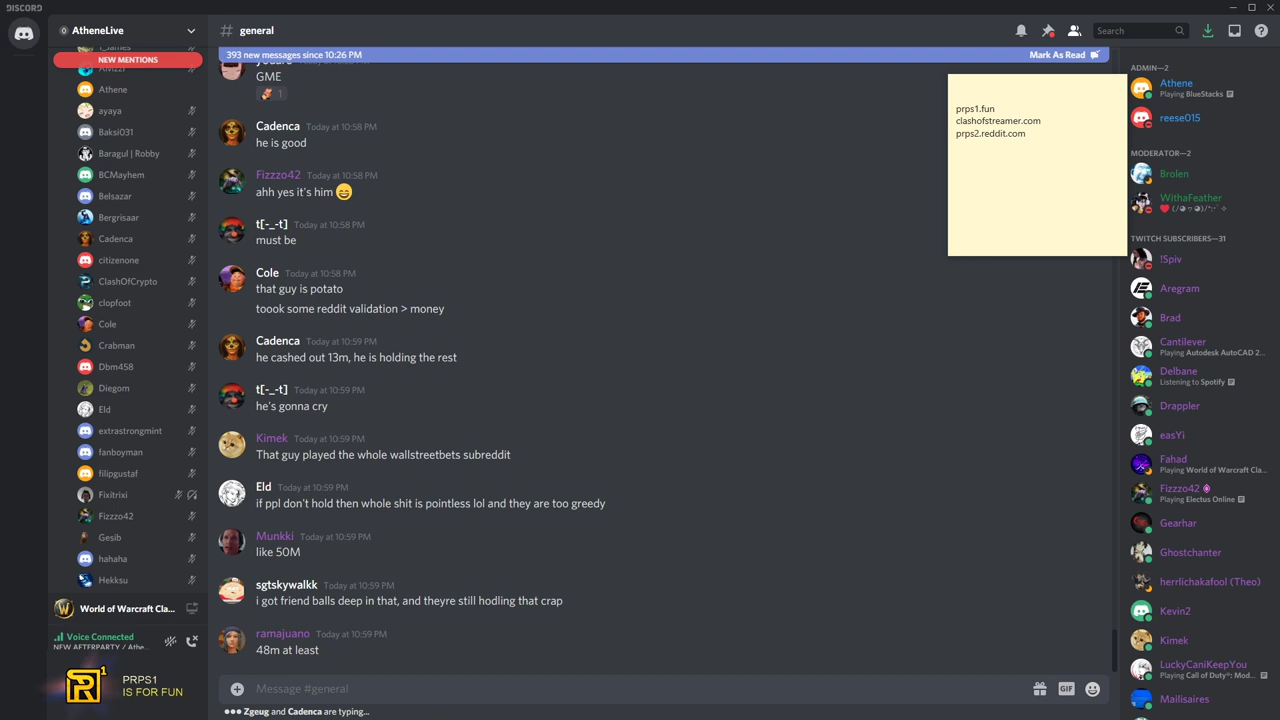 DISCORD
AtheneLive
general
Search
393 new messages since 10:26 PM
Mark As Read
NEW MENTIONS
Athene
ayaya
Baksi031
Baragul | Robby
BCMayhem
Belsazar
Bergrisaar
Cadenca
citizenone
ClashOfCrypto
clopfoot
Cole
Crabman
Dbm458
Diegom
Eld
extrastrongmint
fanboyman
filipgustaf
Fixitrixi
Fizzzo42
Gesib
hahaha
Hekksu
World of Warcraft Cla...
Voice Connected
NEW AFTERPARTY / Athe...
PRPS1
IS FOR FUN
GME
1
Cadenca Today at 10:58 PM
he is good
Fizzzo42 Today at 10:58 PM
ahh yes it's him 😄
t[-_-t] Today at 10:58 PM
must be
Cole Today at 10:58 PM
that guy is potato
toook some reddit validation > money
Cadenca Today at 10:59 PM
he cashed out 13m, he is holding the rest
t[-_-t] Today at 10:59 PM
he's gonna cry
Kimek Today at 10:59 PM
That guy played the whole wallstreetbets subreddit
Eld Today at 10:59 PM
if ppl don't hold then whole shit is pointless lol and they are too greedy
Munkki Today at 10:59 PM
like 50M
sgtskywalkk Today at 10:59 PM
i got friend balls deep in that, and theyre still hodling that crap
ramajuano Today at 10:59 PM
48m at least
Message #general
GIF
Zgeug and Cadenca are typing...
prps1.fun
clashofstreamer.com
prps2.reddit.com
ADMIN—2
Athene
Playing BlueStacks
reese015
MODERATOR—2
Brolen
WithaFeather
TWITCH SUBSCRIBERS—31
!Spiv
Aregram
Brad
Cantilever
Playing Autodesk AutoCAD 2...
Delbane
Listening to Spotify
Drappler
easYi
Fahad
Playing World of Warcraft Cla...
Fizzzo42
Playing Electus Online
Gearhar
Ghostchanter
herrlichakafool (Theo)
Kevin2
Kimek
LuckyCaniKeepYou
Playing Call of Duty®: Mod...
Mailisaires